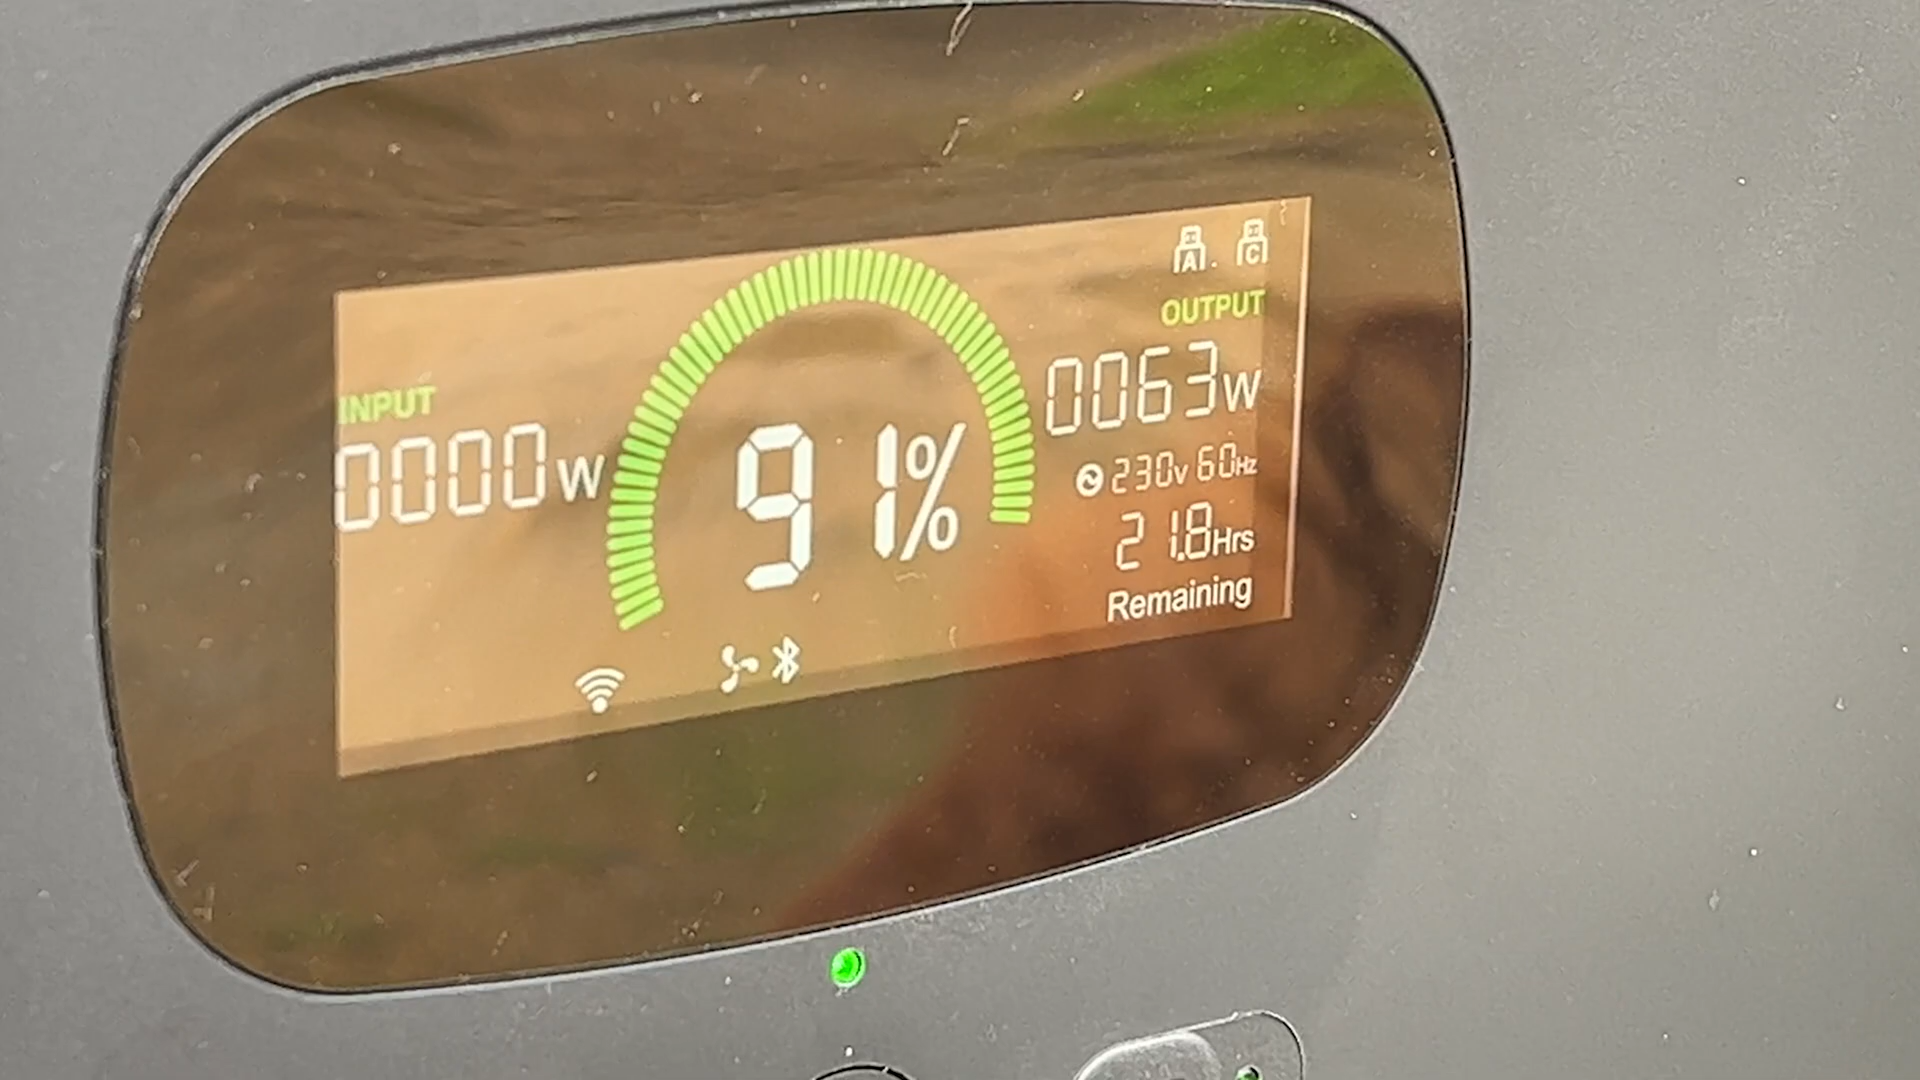 A C
OUTPUT
INPUT
0063W
0000W
91%
230V 60Hz
21.8Hrs
Remaining